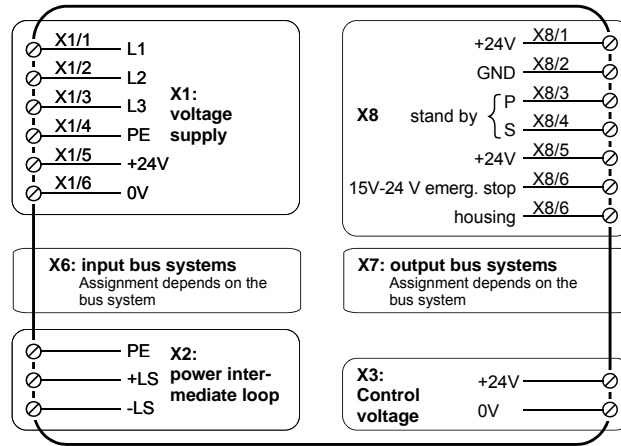 X1/1 L1
X1/2 L2
X1/3 L3
X1/4 PE
X1/5 +24V
X1/6 0V
X1:
voltage
supply
+24V X8/1
GND X8/2
X8 stand by { P X8/3
S X8/4
+24V X8/5
15V-24 V emerg. stop X8/6
housing X8/6
X6: input bus systems
Assignment depends on the
bus system
X7: output bus systems
Assignment depends on the
bus system
PE
+LS
-LS
X2:
power inter-
mediate loop
X3:
Control
voltage
+24V
0V